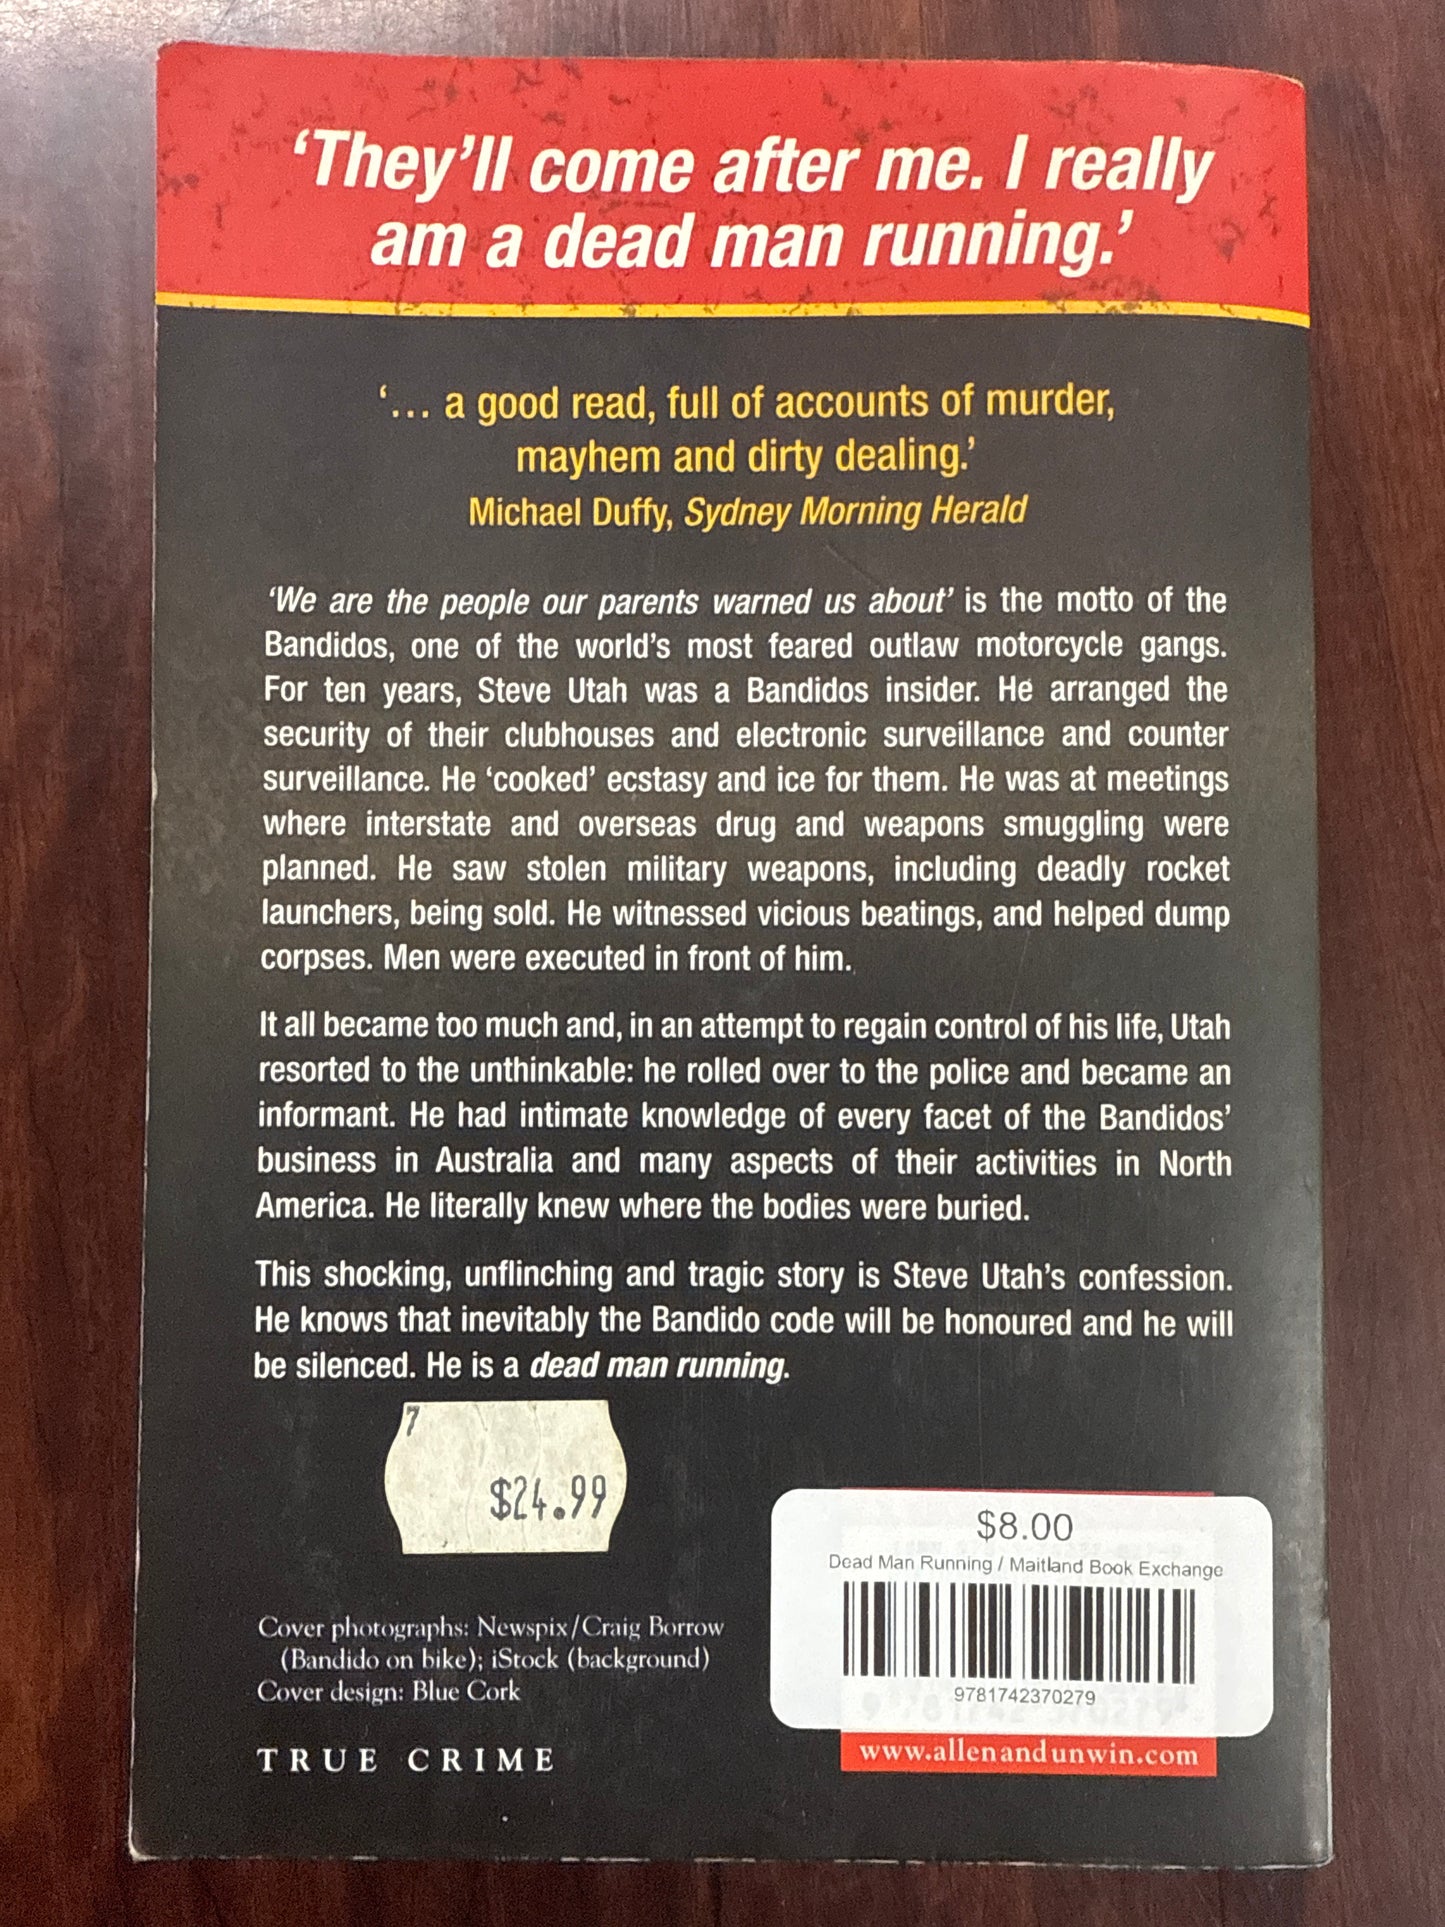 ‘They’ll come after me. I really
am a dead man running.’
‘... a good read, full of accounts of murder,
mayhem and dirty dealing.’
Michael Duffy, Sydney Morning Herald
‘We are the people our parents warned us about’ is the motto of the
Bandidos, one of the world’s most feared outlaw motorcycle gangs.
For ten years, Steve Utah was a Bandidos insider. He arranged the
security of their clubhouses and electronic surveillance and counter
surveillance. He ‘cooked’ ecstasy and ice for them. He was at meetings
where interstate and overseas drug and weapons smuggling were
planned. He saw stolen military weapons, including deadly rocket
launchers, being sold. He witnessed vicious beatings, and helped dump
corpses. Men were executed in front of him.
It all became too much and, in an attempt to regain control of his life, Utah
resorted to the unthinkable: he rolled over to the police and became an
informant. He had intimate knowledge of every facet of the Bandidos’
business in Australia and many aspects of their activities in North
America. He literally knew where the bodies were buried.
This shocking, unflinching and tragic story is Steve Utah’s confession.
He knows that inevitably the Bandido code will be honoured and he will
be silenced. He is a dead man running.
7
$24.99
$8.00
Dead Man Running / Maitland Book Exchange
9781742370279
Cover photographs: Newspix/Craig Borrow
(Bandido on bike); iStock (background)
Cover design: Blue Cork
TRUE CRIME
www.allenandunwin.com